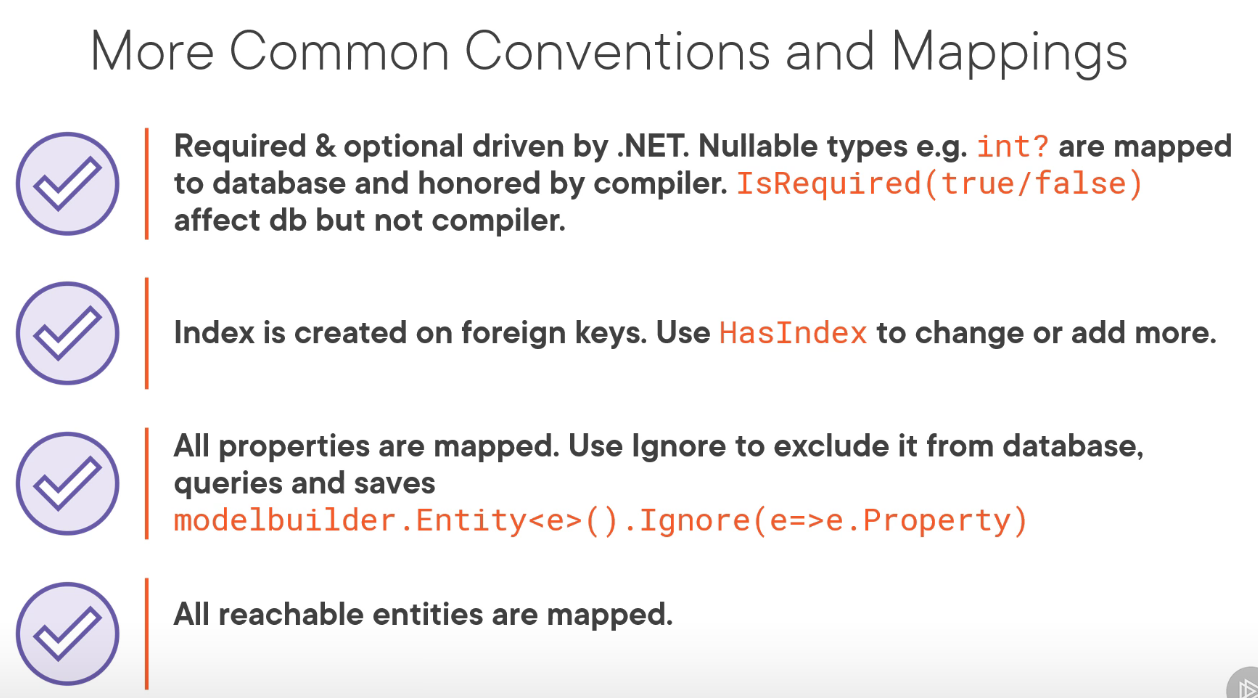 More Common Conventions and Mappings
Required & optional driven by .NET. Nullable types e.g. int? are mapped
to database and honored by compiler. IsRequired(true/false)
affect db but not compiler.
Index is created on foreign keys. Use HasIndex to change or add more.
All properties are mapped. Use Ignore to exclude it from database,
queries and saves
modelbuilder.Entity<e>().Ignore(e=>e.Property)
All reachable entities are mapped.